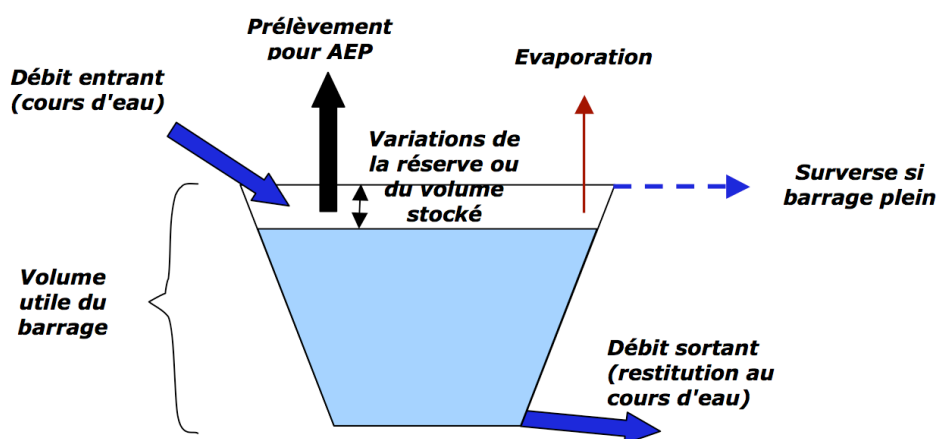 Prélèvement
pour AEP
Evaporation
Débit entrant
(cours d'eau)
Variations de
la réserve ou
du volume
stocké
Surverse si
barrage plein
Volume
utile du
barrage
Débit sortant
(restitution au
cours d'eau)